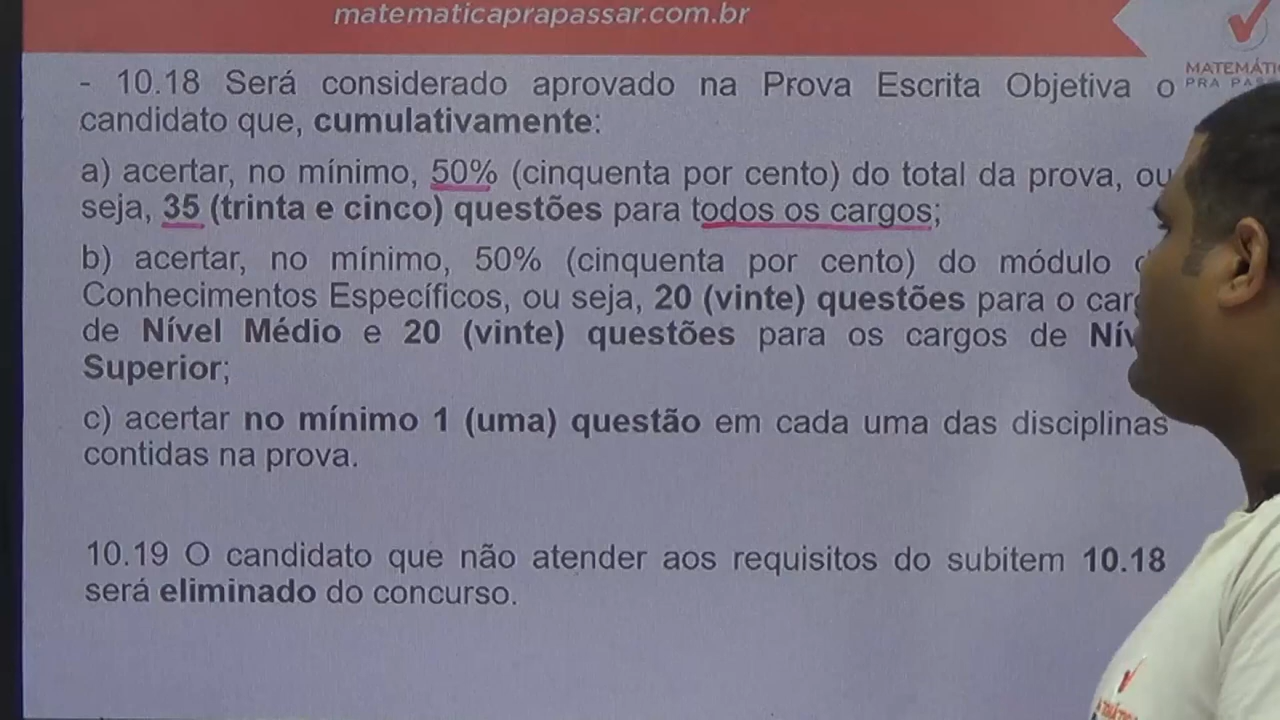 matematicaprapassar.com.br
- 10.18 Será considerado aprovado na Prova Escrita Objetiva o
candidato que, cumulativamente:
a) acertar, no mínimo, 50% (cinquenta por cento) do total da prova, ou
seja, 35 (trinta e cinco) questões para todos os cargos;
b) acertar, no mínimo, 50% (cinquenta por cento) do módulo
Conhecimentos Específicos, ou seja, 20 (vinte) questões para o
de Nível Médio e 20 (vinte) questões para os cargos de
Superior;
c) acertar no mínimo 1 (uma) questão em cada uma das disciplinas
contidas na prova.
10.19 O candidato que não atender aos requisitos do subitem 10.18
será eliminado do concurso.
PRA